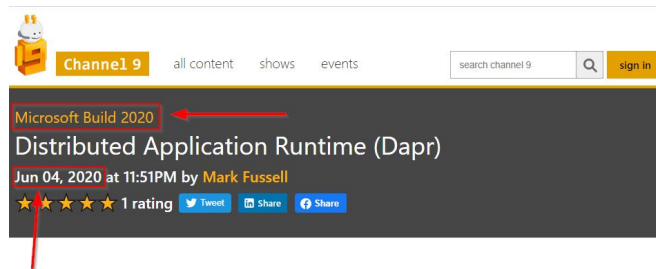 Channel 9 all content shows events search channel 9 sign in
Microsoft Build 2020
Distributed Application Runtime (Dapr)
Jun 04, 2020 at 11:51PM by Mark Fussell
1 rating Tweet Share Share